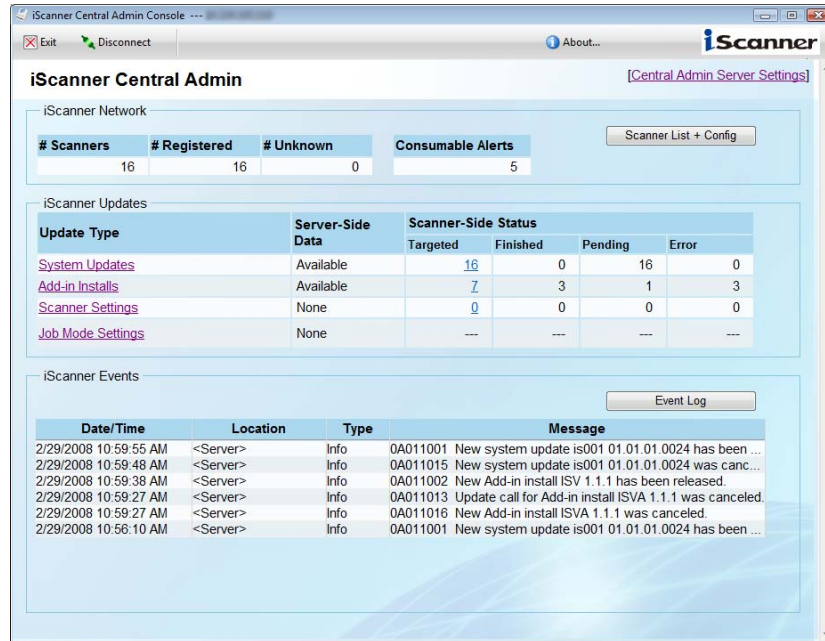 iScanner Central Admin Console ---
Exit Disconnect About... iScanner
iScanner Central Admin [Central Admin Server Settings]
iScanner Network
Scanner List + Config
# Scanners # Registered # Unknown Consumable Alerts
16 16 0 5
iScanner Updates
Update Type Server-Side Data Scanner-Side Status
Targeted Finished Pending Error
System Updates Available 16 0 16 0
Add-in Installs Available 7 3 1 3
Scanner Settings None 0 0 0 0
Job Mode Settings None --- --- --- ---
iScanner Events
Event Log
Date/Time Location Type Message
2/29/2008 10:59:55 AM <Server> Info 0A011001 New system update is001 01.01.01.0024 has been ...
2/29/2008 10:59:48 AM <Server> Info 0A011015 New system update is001 01.01.01.0024 was canc...
2/29/2008 10:59:38 AM <Server> Info 0A011002 New Add-in install ISV 1.1.1 has been released.
2/29/2008 10:59:27 AM <Server> Info 0A011013 Update call for Add-in install ISVA 1.1.1 was canceled.
2/29/2008 10:59:27 AM <Server> Info 0A011016 New Add-in install ISVA 1.1.1 was canceled.
2/29/2008 10:56:10 AM <Server> Info 0A011001 New system update is001 01.01.01.0024 has been ...